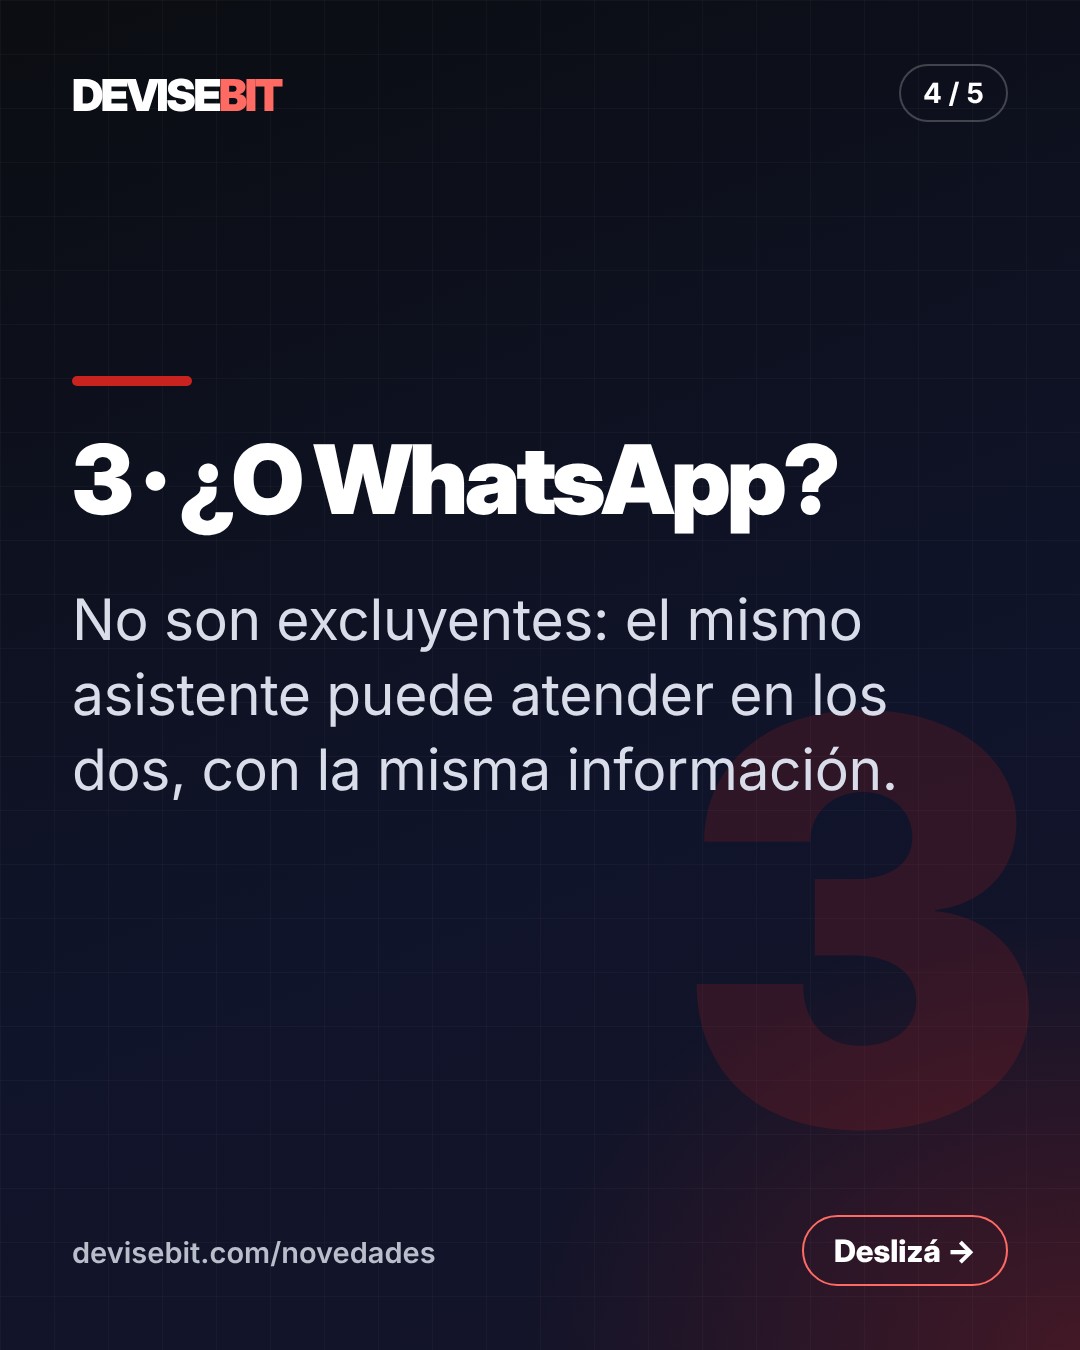 DEVISEBIT
4 / 5
3 · ¿O WhatsApp?
No son excluyentes: el mismo
asistente puede atender en los
dos, con la misma información.
3
devisebit.com/novedades
Deslizá →